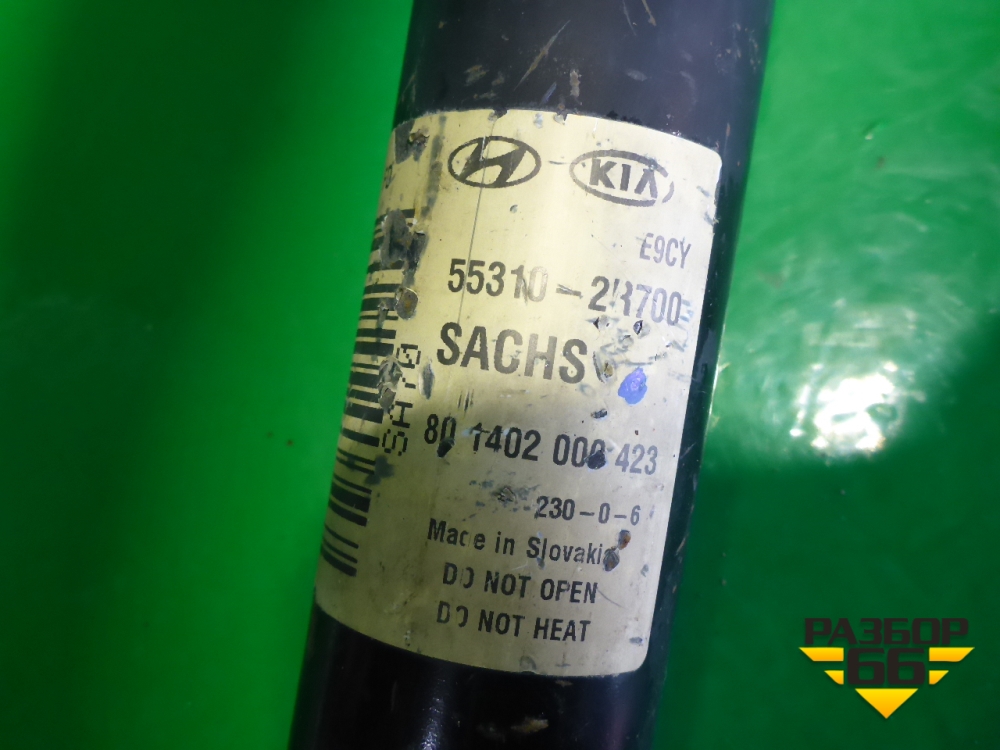 KIA
E9CY
55310-2R700
SACHS
80 1402 000 423
230-0-6
Made in Slovakia
DO NOT OPEN
DO NOT HEAT
РАЗБОР
66